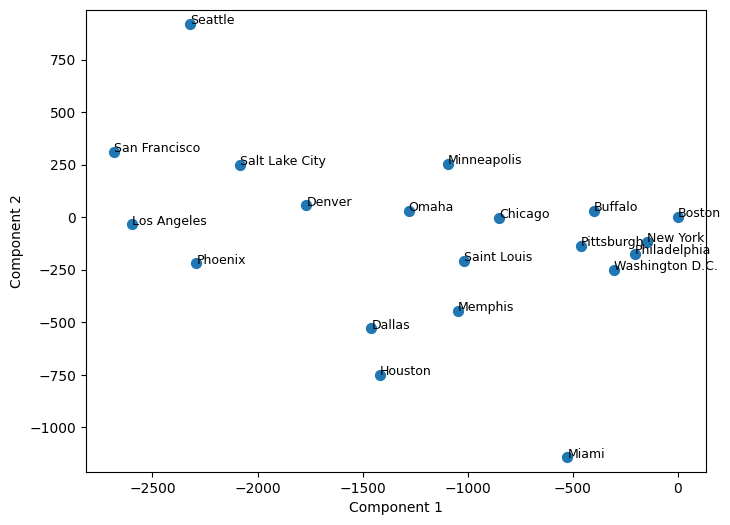 Seattle
750
500
250
0
−250
−500
−750
−1000
Component 2
San Francisco
Salt Lake City
Minneapolis
Denver
Omaha
Chicago
Buffalo
Boston
Los Angeles
Pittsburgh
New York
Philadelphia
Phoenix
Saint Louis
Washington D.C.
Memphis
Dallas
Houston
Miami
−2500
−2000
−1500
−1000
−500
0
Component 1